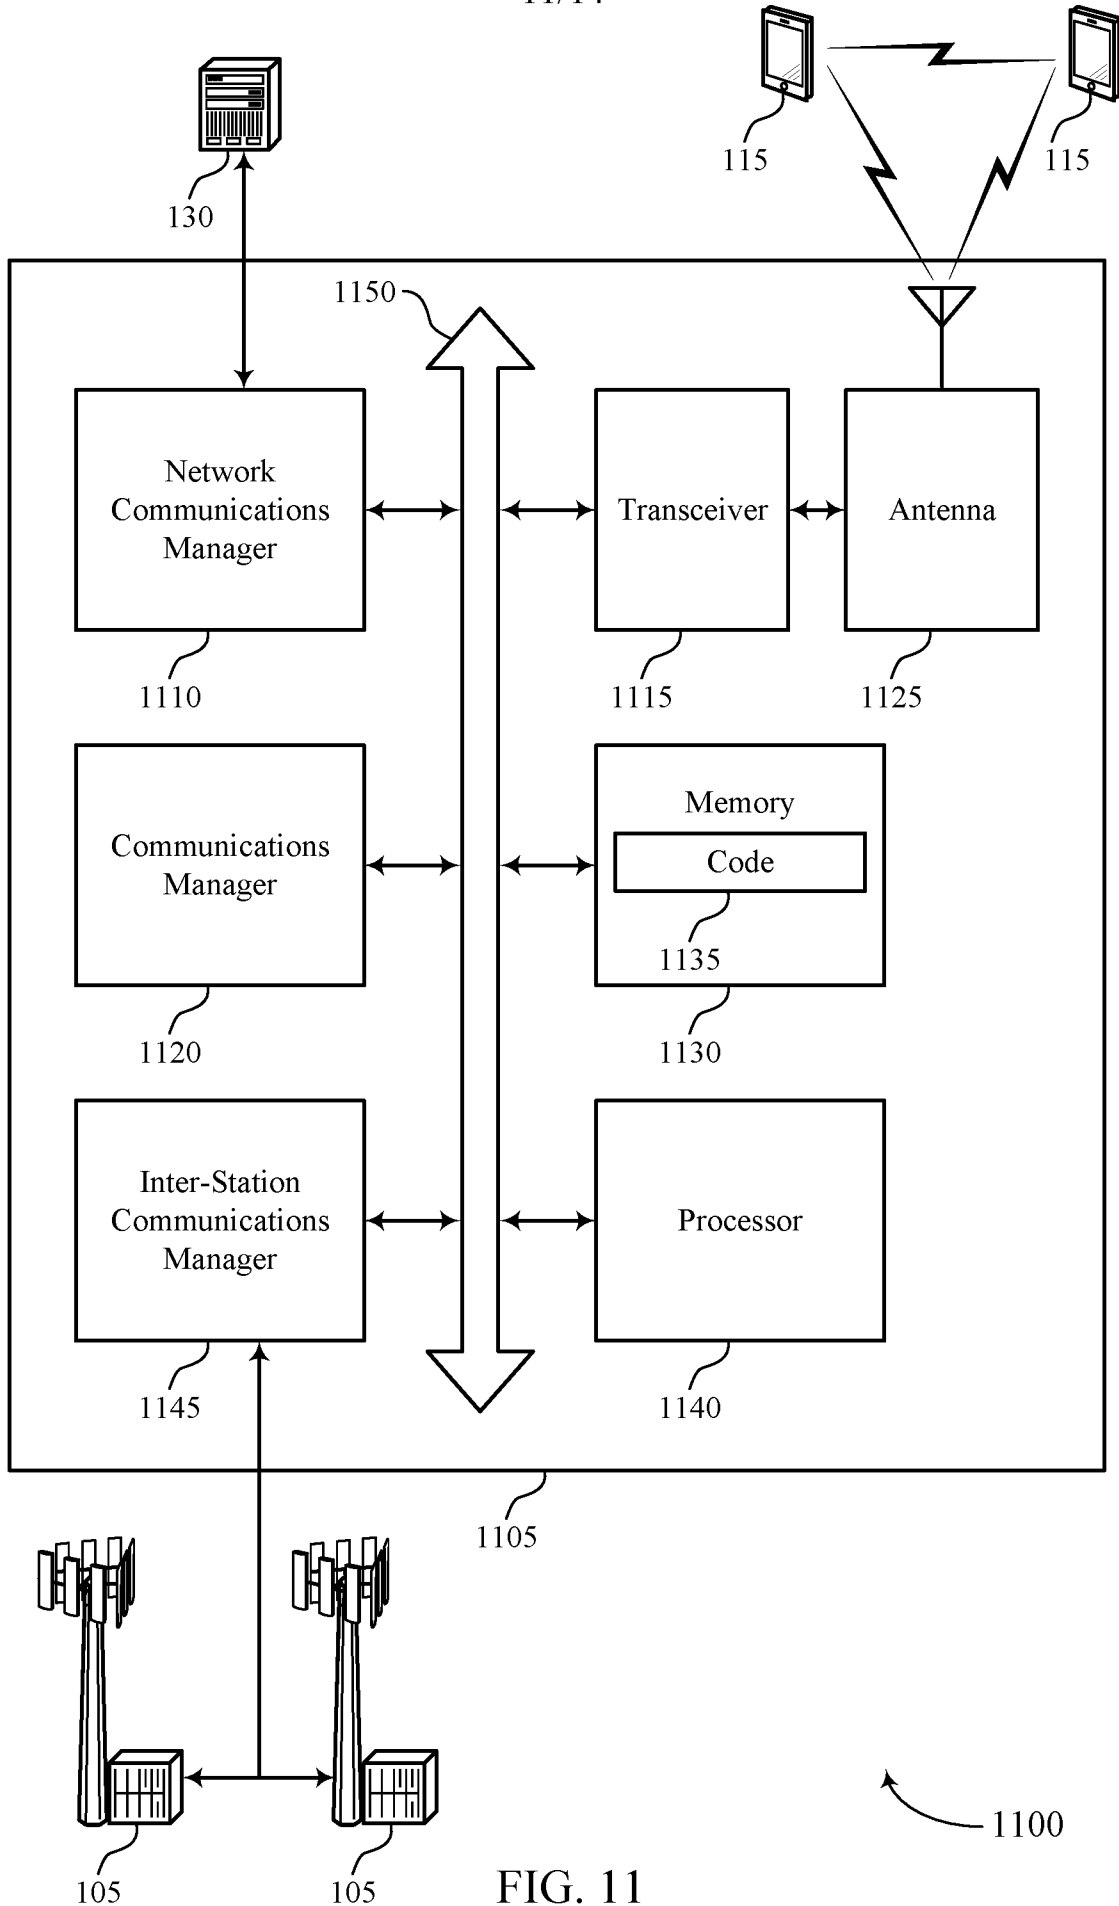 115
115
130
1150
Network
Communications
Manager
Transceiver
Antenna
1110
1115
1125
Communications
Manager
Memory
Code
1135
1120
1130
Inter-Station
Communications
Manager
Processor
1145
1140
1105
1100
105
105
FIG. 11